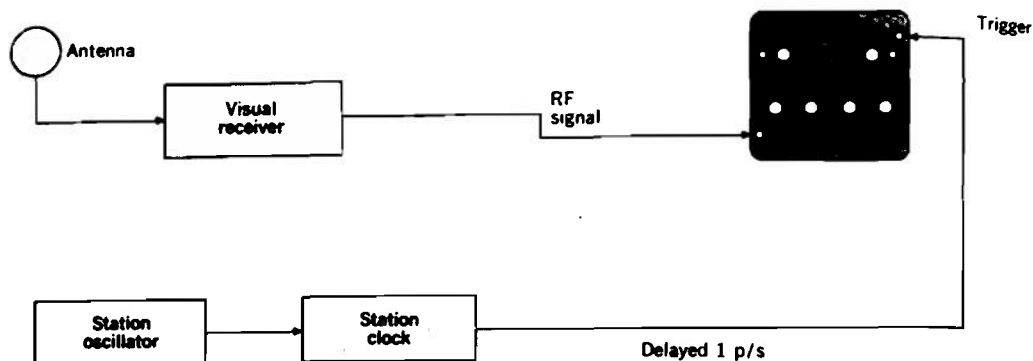 Trigger
Antenna
Visual
receiver
RF
signal
Station
oscillator
Station
clock
Delayed 1 p/s